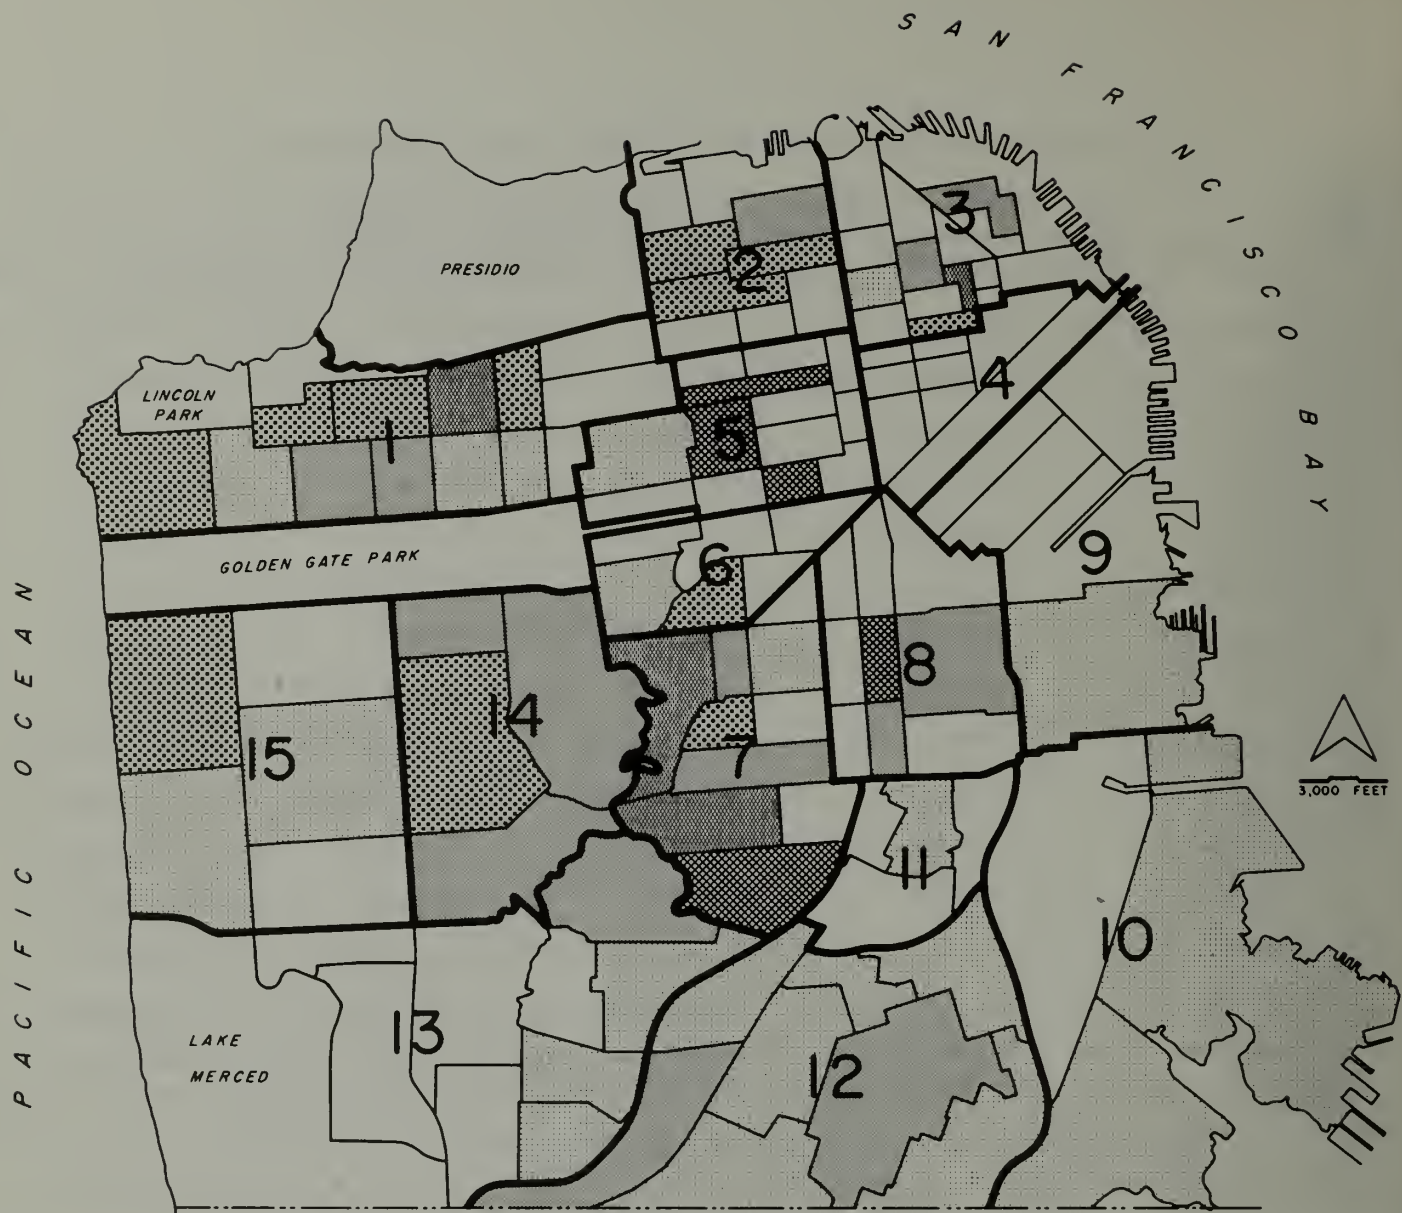 SAN FRANCISCO BAY
3
PRESIDIO
2
LINCOLN
PARK
4
1
5
GOLDEN GATE PARK
6
9
PACIFIC OCEAN
8
14
15
7
3,000 FEET
11
10
13
LAKE
MERCED
12